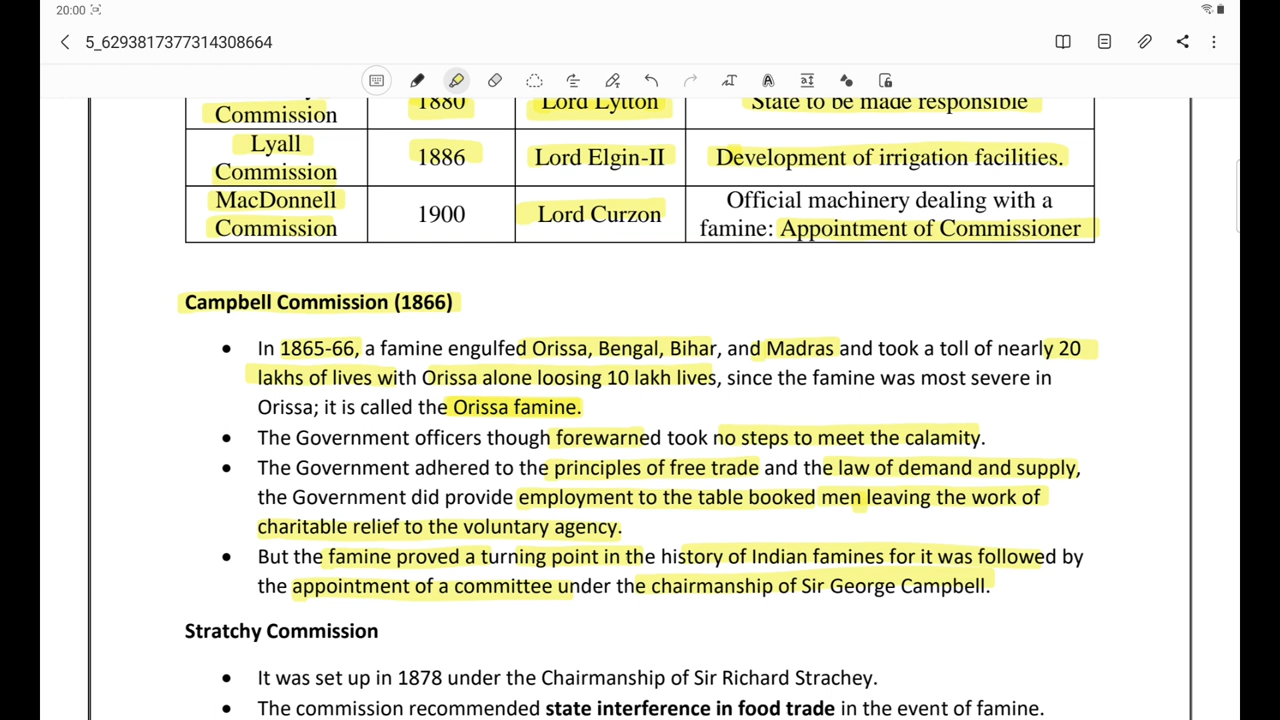 20:00
5_6293817377314308664
Commission 1880 Lord Lytton State to be made responsible
Lyall
Commission 1886 Lord Elgin-II Development of irrigation facilities.
MacDonnell
Commission 1900 Lord Curzon Official machinery dealing with a
famine: Appointment of Commissioner
Campbell Commission (1866)
• In 1865-66, a famine engulfed Orissa, Bengal, Bihar, and Madras and took a toll of nearly 20
lakhs of lives with Orissa alone loosing 10 lakh lives, since the famine was most severe in
Orissa; it is called the Orissa famine.
• The Government officers though forewarned took no steps to meet the calamity.
• The Government adhered to the principles of free trade and the law of demand and supply,
the Government did provide employment to the table booked men leaving the work of
charitable relief to the voluntary agency.
• But the famine proved a turning point in the history of Indian famines for it was followed by
the appointment of a committee under the chairmanship of Sir George Campbell.
Stratchy Commission
• It was set up in 1878 under the Chairmanship of Sir Richard Strachey.
• The commission recommended state interference in food trade in the event of famine.